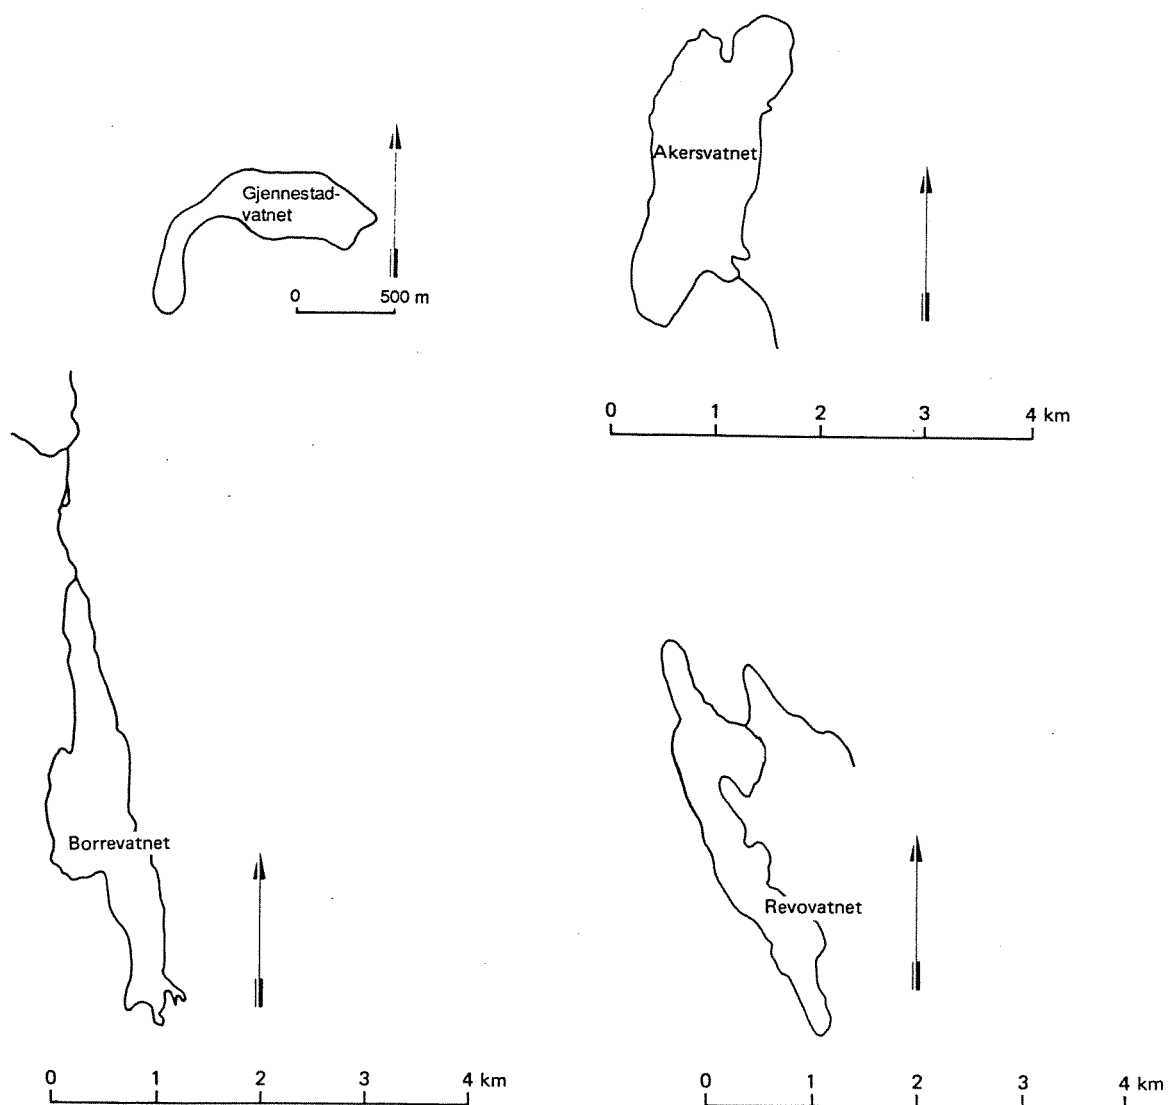 Gjennestad-
vatnet
0 500 m
Akersvatnet
0 1 2 3 4 km
Borrevatnet
0 1 2 3 4 km
Revovatnet
0 1 2 3 4 km